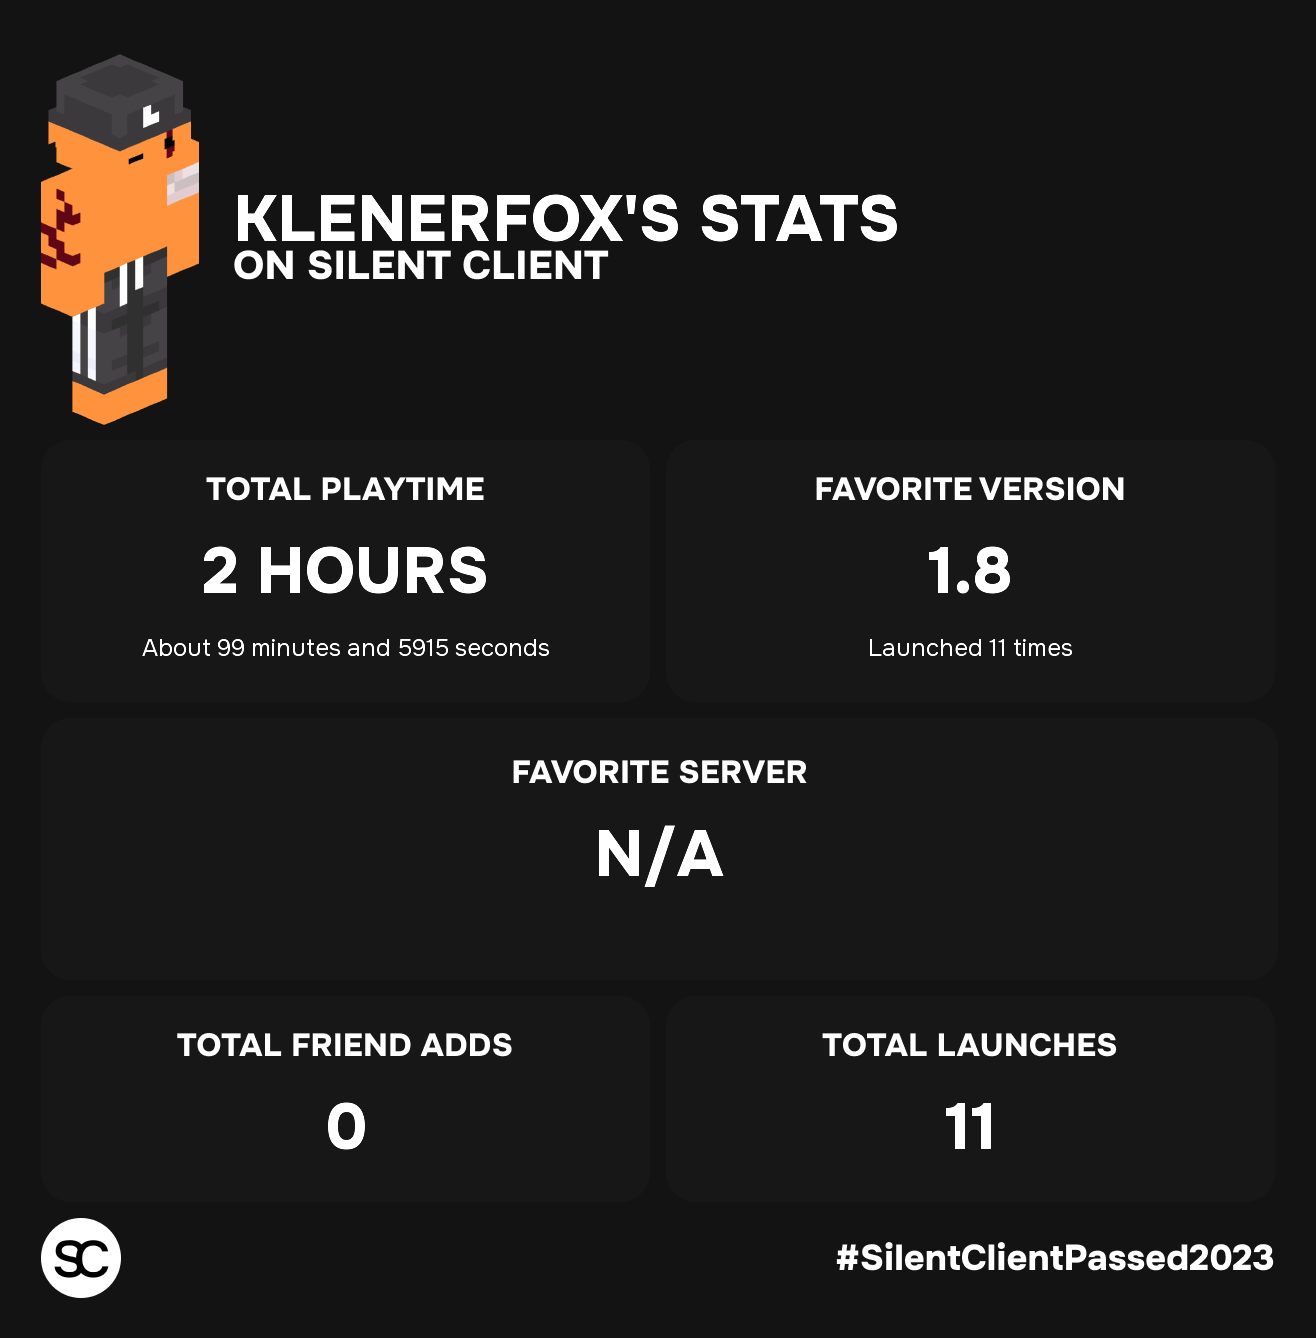 KLENERFOX'S STATS
ON SILENT CLIENT
TOTAL PLAYTIME
2 HOURS
About 99 minutes and 5915 seconds
FAVORITE VERSION
1.8
Launched 11 times
FAVORITE SERVER
N/A
TOTAL FRIEND ADDS
0
TOTAL LAUNCHES
11
SC
#SilentClientPassed2023